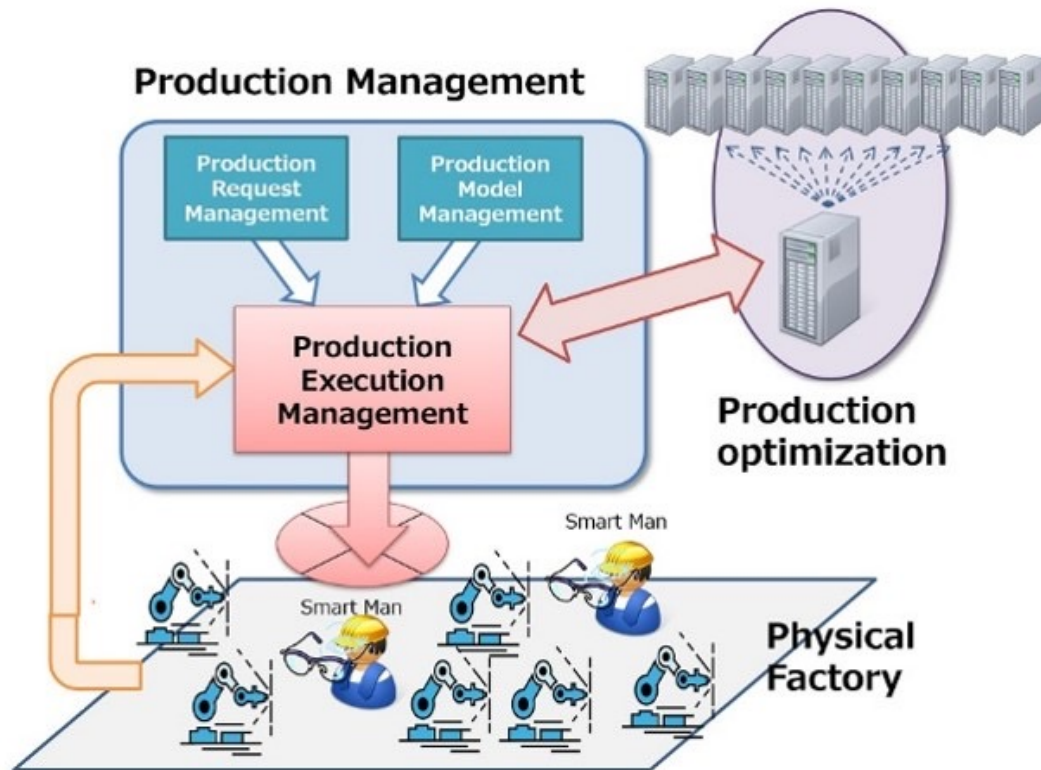 Production Management
Production
Request
Management
Production
Model
Management
Production
Execution
Management
Production
optimization
Smart Man
Smart Man
Physical
Factory